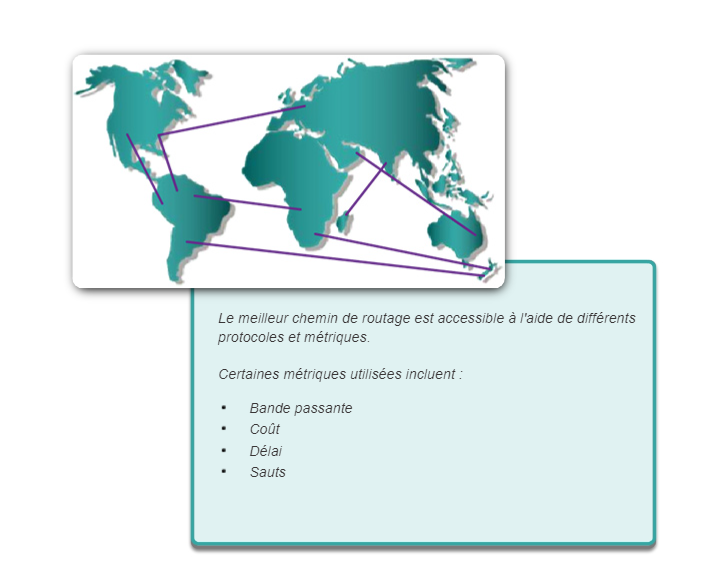 Le meilleur chemin de routage est accessible à l'aide de différents
protocoles et métriques.
Certaines métriques utilisées incluent :
• Bande passante
• Coût
• Délai
• Sauts